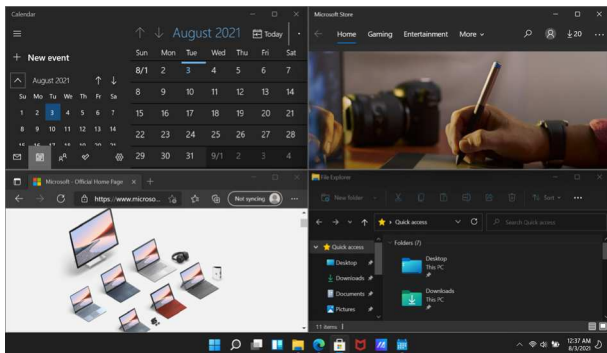 Calendar
August 2021
Today
New event
Sun Mon Tue Wed Thu Fri Sat
8/1 2 3 4 5 6 7
8 9 10 11 12 13 14
15 16 17 18 19 20 21
22 23 24 25 26 27 28
29 30 31 9/1 2 3 4
August 2021
Su Mo Tu We Th Fr Sa
1 2 3 4 5 6 7
8 9 10 11 12 13 14
Microsoft Store
Home Gaming Entertainment More
20
Microsoft - Official Home Page
https://www.microso...
Not syncing
File Explorer
New folder
Sort
Quick access
Search Quick access
Quick access
Desktop
Downloads
Documents
Pictures
Folders (7)
Desktop
This PC
Downloads
This PC
11 items
12:37 AM
8/3/2021